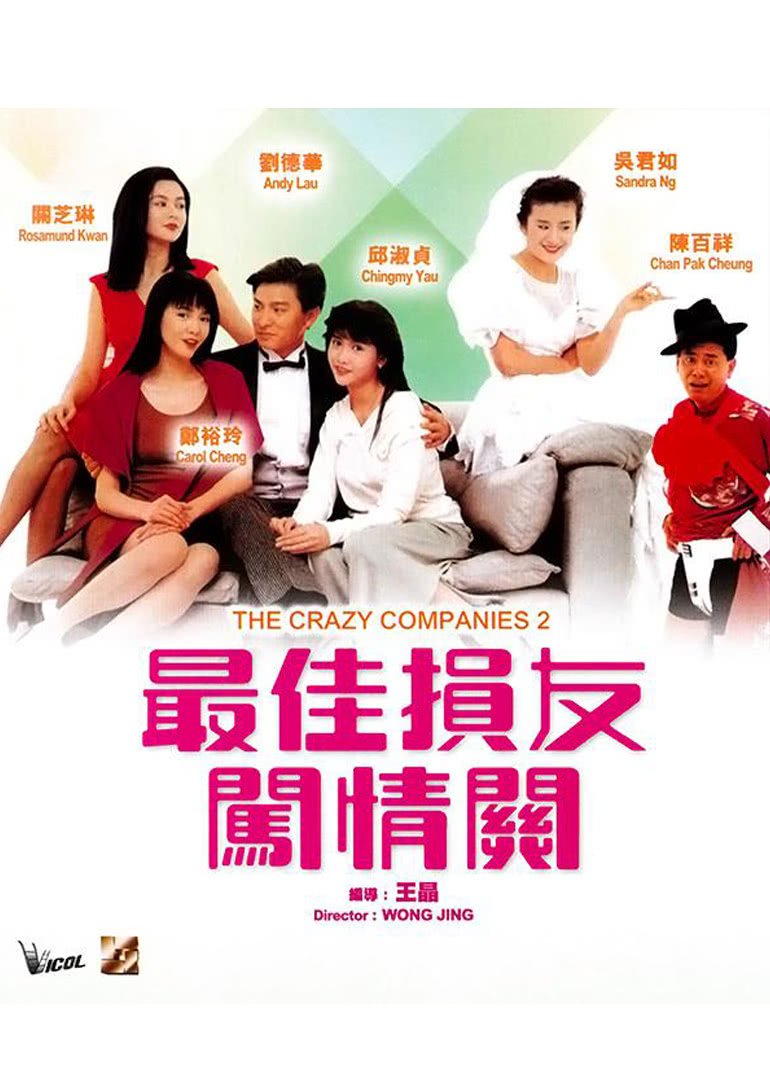 劉德華
Andy Lau
吳君如
Sandra Ng
關芝琳
Rosamund Kwan
邱淑貞
Chingmy Yau
陳百祥
Chan Pak Cheung
鄭裕玲
Carol Cheng
THE CRAZY COMPANIES 2
最佳損友
闖情關
編導：王晶
Director : WONG JING
VICOL